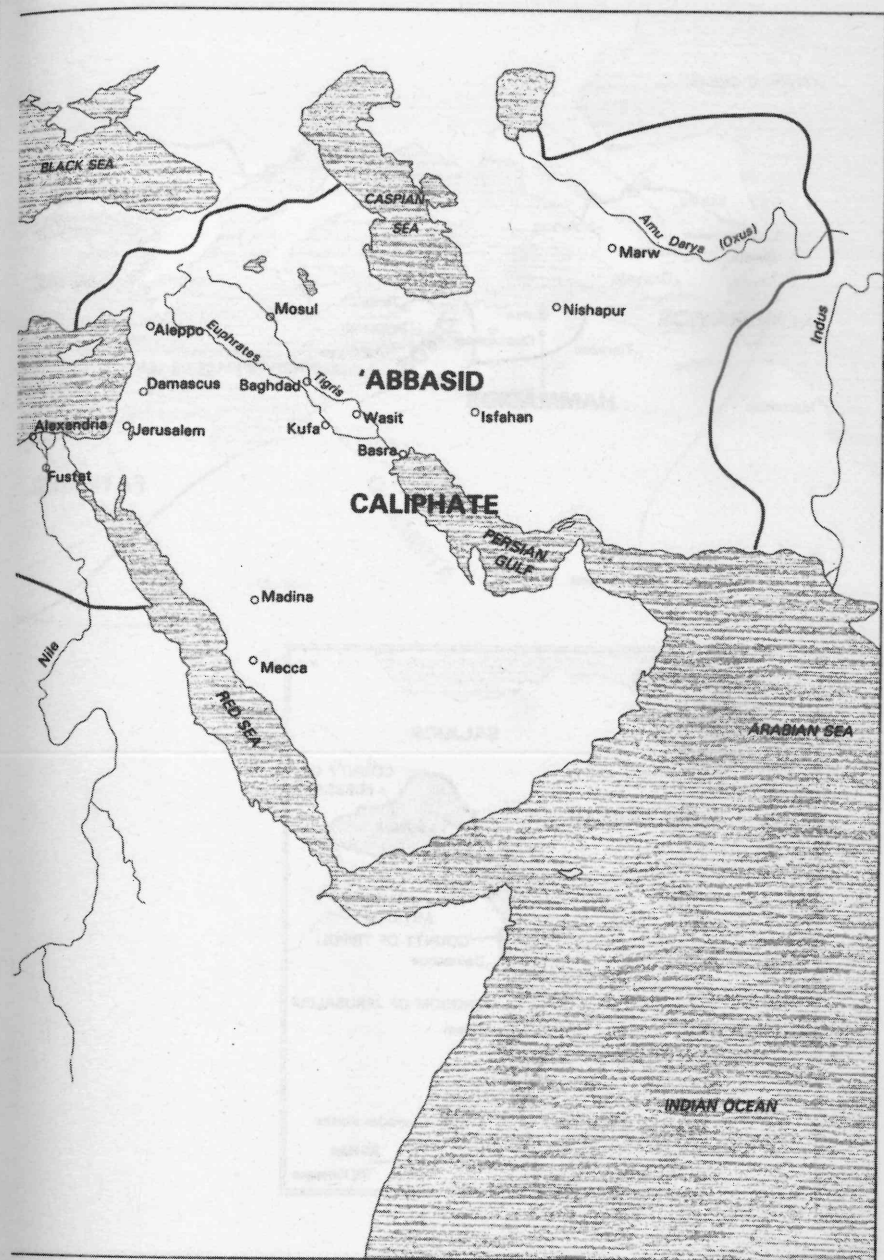 BLACK SEA
CASPIAN
SEA
Amu Darya (Oxus)
Marw
Nishapur
Indus
Mosul
Aleppo
Euphrates
Tigris
Damascus
Baghdad
'ABBASID
Wasit
Isfahan
Alexandria
Jerusalem
Kufa
Basra
Fustat
CALIPHATE
PERSIAN
GULF
Madina
Nile
Mecca
RED SEA
ARABIAN SEA
INDIAN OCEAN